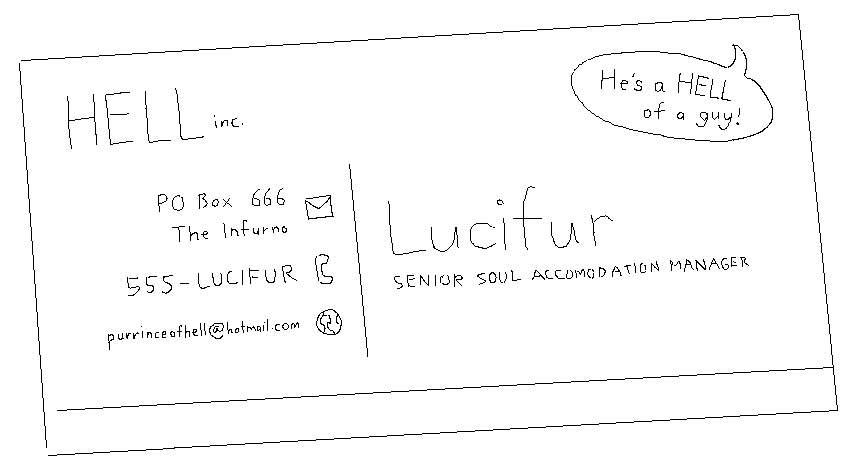 HELL inc.
He's a HELL
of a guy!
PO Box 666
The Infurno
555-LUCIFUR
purrinceofhell@hotmail.com
Lucifur
SENIOR SOUL ACCOMODATION MANAGER